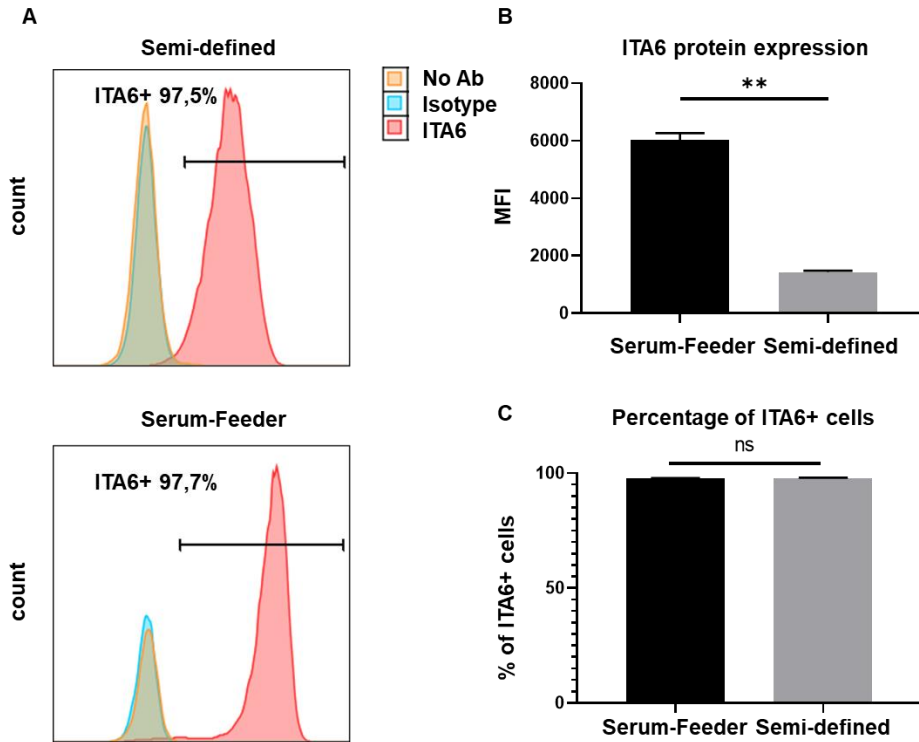 A
Semi-defined
ITA6+ 97,5%
count
No Ab
Isotype
ITA6
Serum-Feeder
ITA6+ 97,7%
count
B
ITA6 protein expression
**
8000
6000
4000
2000
0
MFI
Serum-Feeder
Semi-defined
C
Percentage of ITA6+ cells
ns
100
50
0
% of ITA6+ cells
Serum-Feeder
Semi-defined